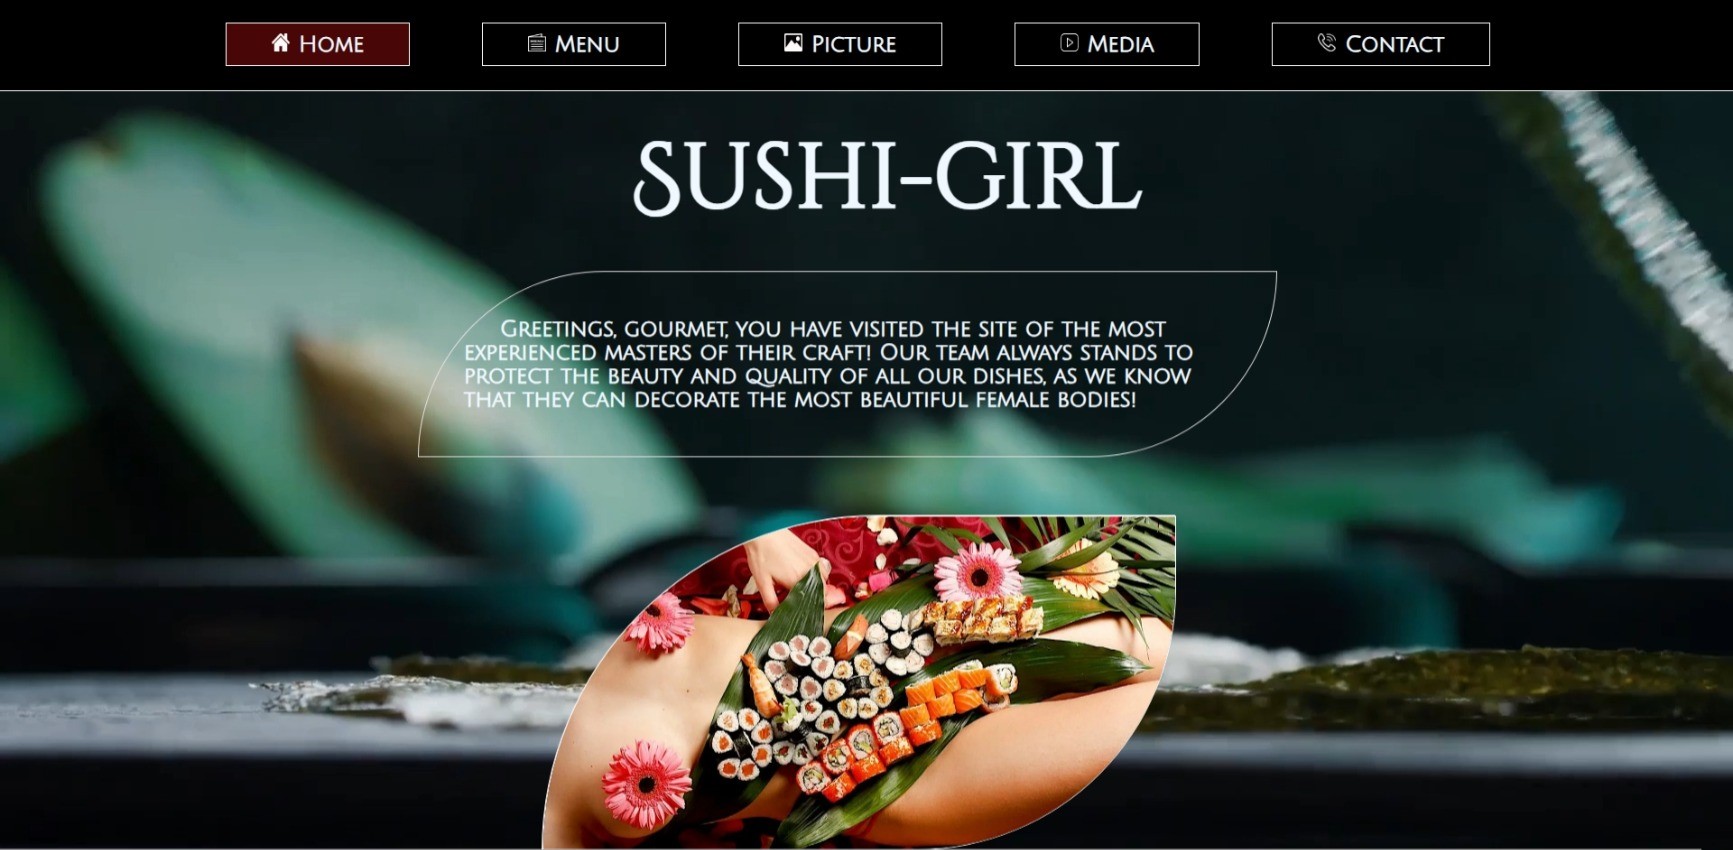 Home
Menu
Picture
Media
Contact
Sushi-girl
Greetings, gourmet, you have visited the site of the most
experienced masters of their craft! Our team always stands to
protect the beauty and quality of all our dishes, as we know
that they can decorate the most beautiful female bodies!